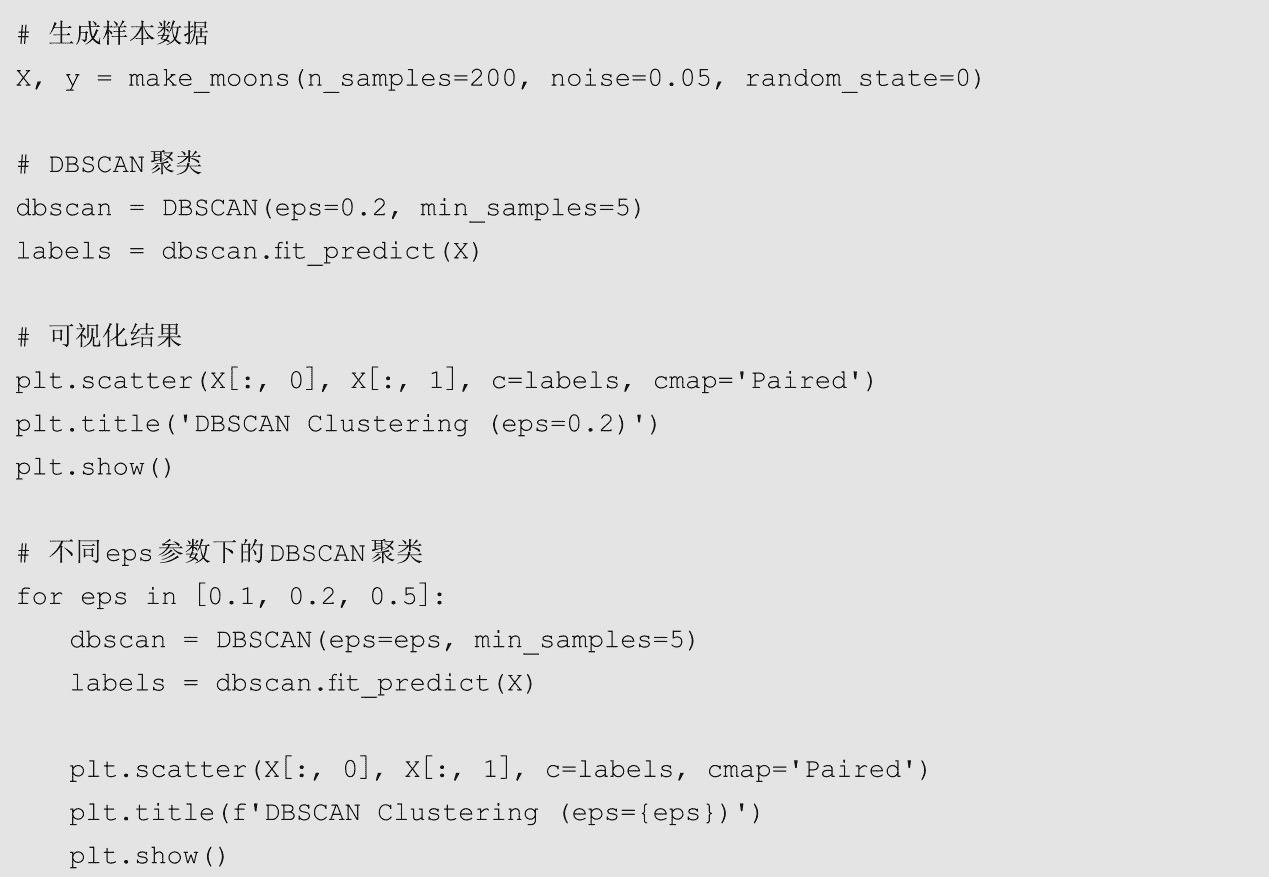 # 生成样本数据
X, y = make_moons(n_samples=200, noise=0.05, random_state=0)
# DBSCAN聚类
dbscan = DBSCAN(eps=0.2, min_samples=5)
labels = dbscan.fit_predict(X)
# 可视化结果
plt.scatter(X[:, 0], X[:, 1], c=labels, cmap='Paired')
plt.title('DBSCAN Clustering (eps=0.2)')
plt.show()
# 不同eps参数下的DBSCAN聚类
for eps in [0.1, 0.2, 0.5]:
    dbscan = DBSCAN(eps=eps, min_samples=5)
    labels = dbscan.fit_predict(X)
    plt.scatter(X[:, 0], X[:, 1], c=labels, cmap='Paired')
    plt.title(f'DBSCAN Clustering (eps={eps})')
    plt.show()